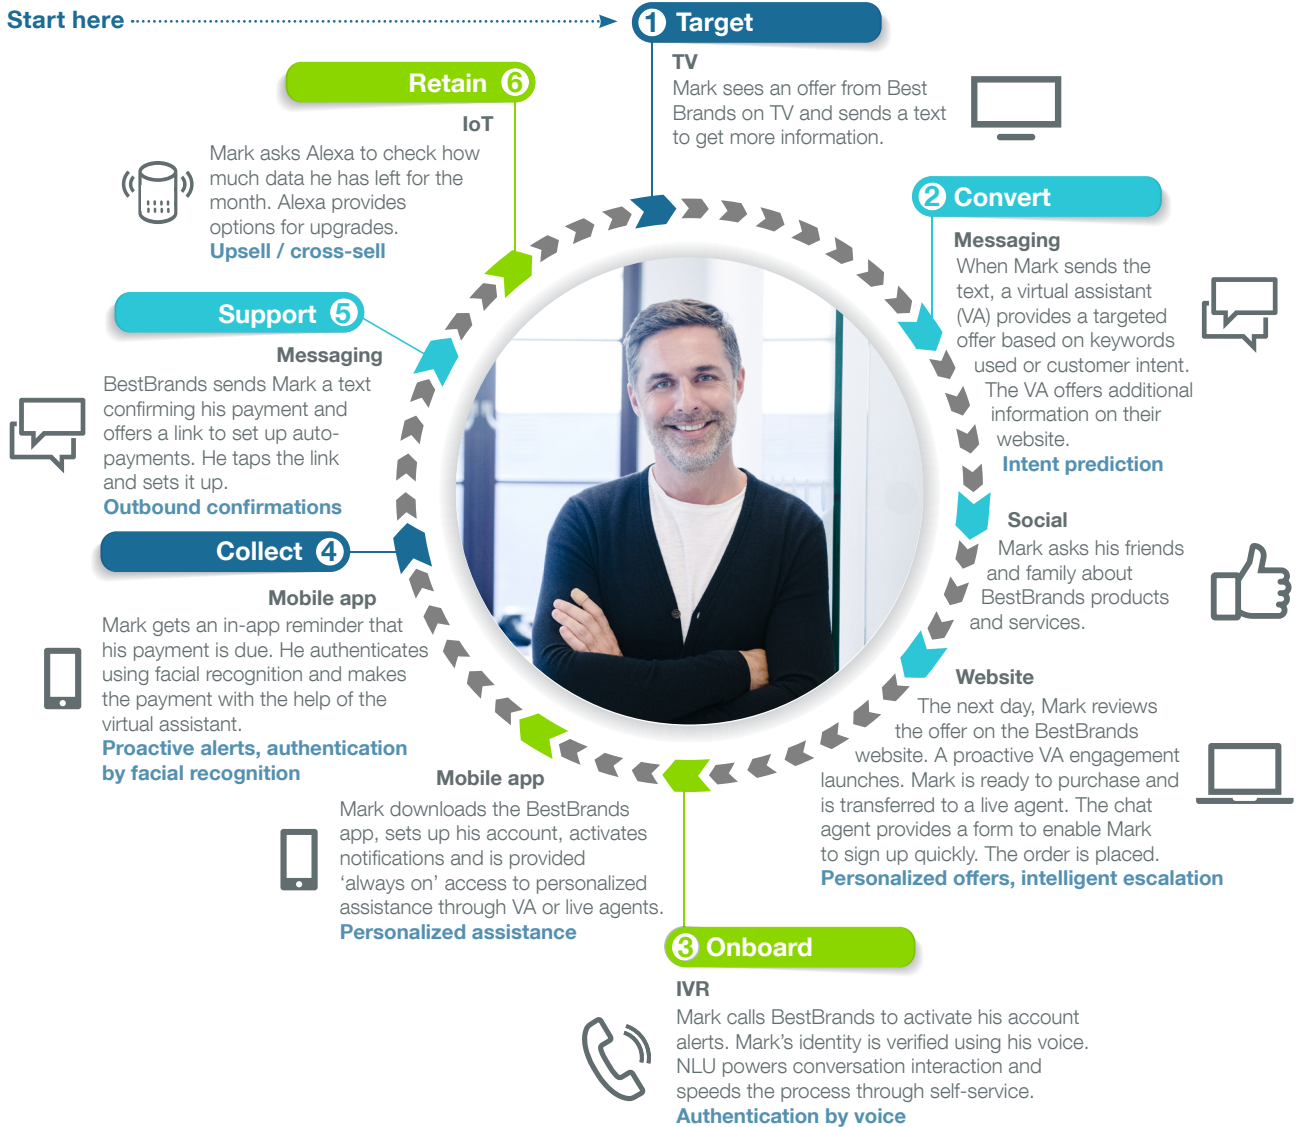 Start here
1 Target
TV
Mark sees an offer from Best
Brands on TV and sends a text
to get more information.
2 Convert
Messaging
When Mark sends the
text, a virtual assistant
(VA) provides a targeted
offer based on keywords
used or customer intent.
The VA offers additional
information on their
website.
Intent prediction
Social
Mark asks his friends
and family about
BestBrands products
and services.
Website
The next day, Mark reviews
the offer on the BestBrands
website. A proactive VA engagement
launches. Mark is ready to purchase and
is transferred to a live agent. The chat
agent provides a form to enable Mark
to sign up quickly. The order is placed.
Personalized offers, intelligent escalation
3 Onboard
IVR
Mark calls BestBrands to activate his account
alerts. Mark’s identity is verified using his voice.
NLU powers conversation interaction and
speeds the process through self-service.
Authentication by voice
Mobile app
Mark downloads the BestBrands
app, sets up his account, activates
notifications and is provided
‘always on’ access to personalized
assistance through VA or live agents.
Personalized assistance
Collect 4
Mobile app
Mark gets an in-app reminder that
his payment is due. He authenticates
using facial recognition and makes
the payment with the help of the
virtual assistant.
Proactive alerts, authentication
by facial recognition
Support 5
Messaging
BestBrands sends Mark a text
confirming his payment and
offers a link to set up auto-
payments. He taps the link
and sets it up.
Outbound confirmations
Retain 6
IoT
Mark asks Alexa to check how
much data he has left for the
month. Alexa provides
options for upgrades.
Upsell / cross-sell